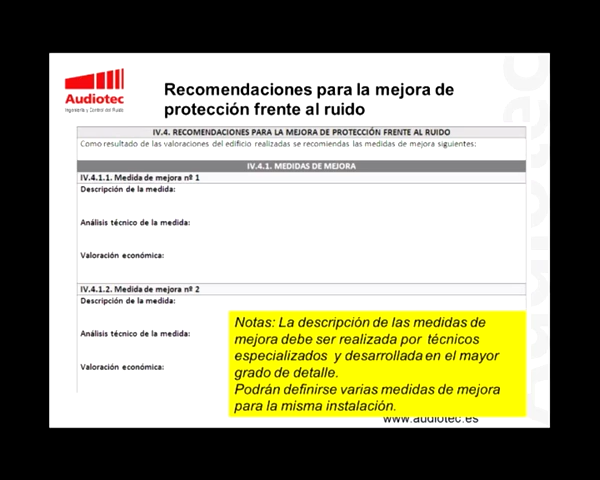 Audiotec
Ingeniería y Control del Ruido
Recomendaciones para la mejora de
protección frente al ruido
IV.4. RECOMENDACIONES PARA LA MEJORA DE PROTECCIÓN FRENTE AL RUIDO
Como resultado de las valoraciones del edificio realizadas se recomiendas las medidas de mejora siguientes:
IV.4.1. MEDIDAS DE MEJORA
IV.4.1.1. Medida de mejora nº 1
Descripción de la medida:
Análisis técnico de la medida:
Valoración económica:
IV.4.1.2. Medida de mejora nº 2
Descripción de la medida:
Análisis técnico de la medida:
Valoración económica:
Notas: La descripción de las medidas de
mejora debe ser realizada por técnicos
especializados y desarrollada en el mayor
grado de detalle.
Podrán definirse varias medidas de mejora
para la misma instalación.
www.audiotec.es